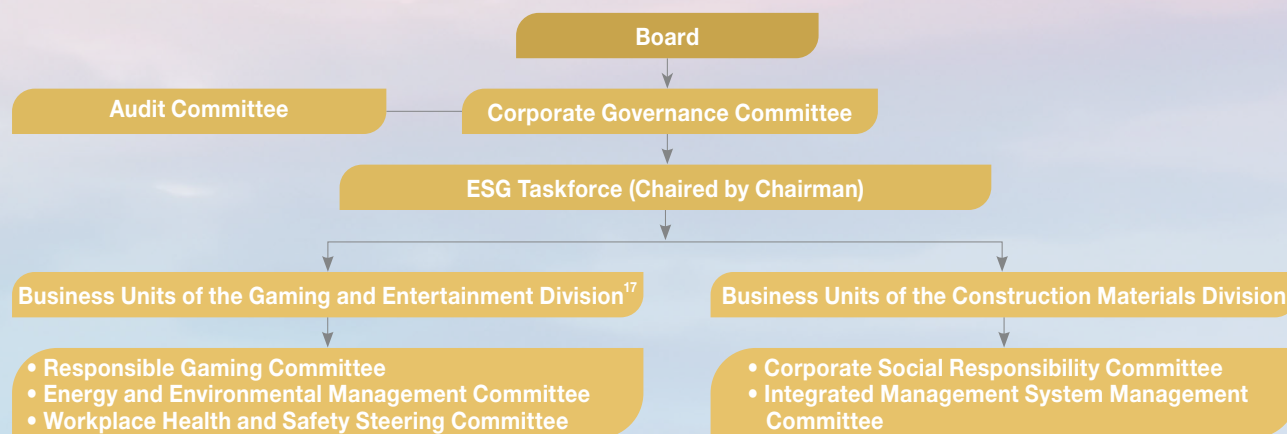 Board
Audit Committee
Corporate Governance Committee
ESG Taskforce (Chaired by Chairman)
Business Units of the Gaming and Entertainment Division17
Business Units of the Construction Materials Division
• Responsible Gaming Committee
• Energy and Environmental Management Committee
• Workplace Health and Safety Steering Committee
• Corporate Social Responsibility Committee
• Integrated Management System Management
Committee